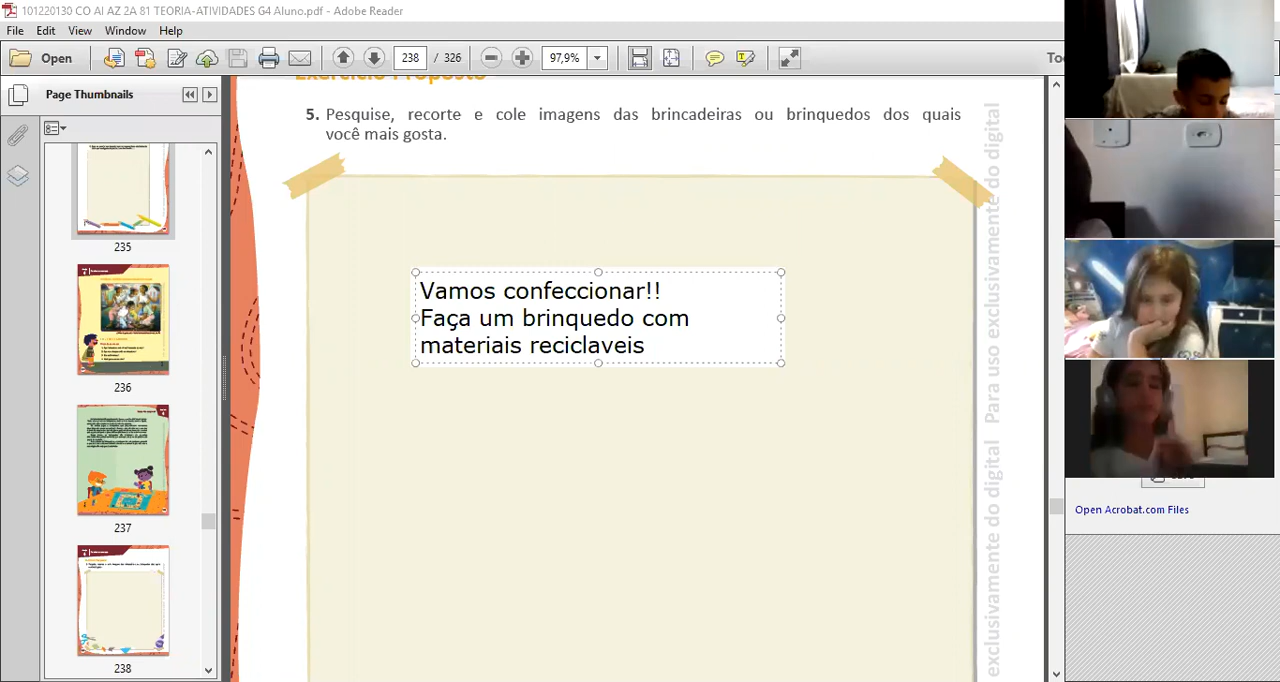 101220130 CO AI AZ 2A 81 TEORIA-ATIVIDADES G4 Aluno.pdf - Adobe Reader
File Edit View Window Help
Open 238 / 326 97,9% To
Page Thumbnails
235
236
237
238
Exercício Proposto
5. Pesquise, recorte e cole imagens das brincadeiras ou brinquedos dos quais
você mais gosta.
Vamos confeccionar!!
Faça um brinquedo com
materiais reciclaveis
Para uso exclusivamente do digital
exclusivamente do digital
Open Acrobat.com Files